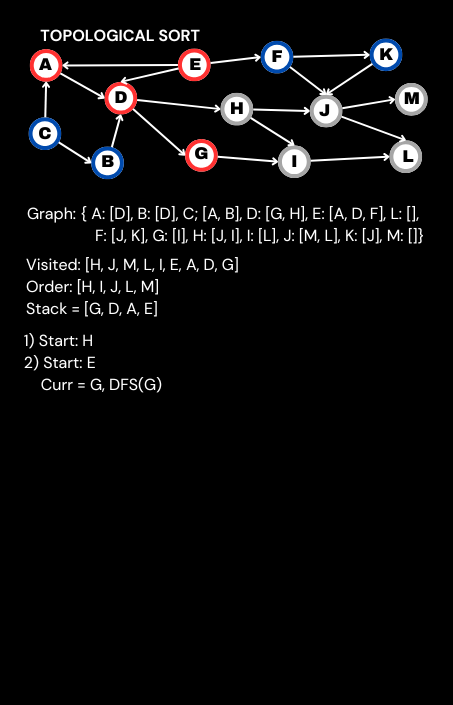 TOPOLOGICAL SORT
A
E
F
K
D
H
J
M
C
B
G
I
L
Graph: { A: [D], B: [D], C; [A, B], D: [G, H], E: [A, D, F], L: [],
F: [J, K], G: [I], H: [J, I], I: [L], J: [M, L], K: [J], M: []}
Visited: [H, J, M, L, I, E, A, D, G]
Order: [H, I, J, L, M]
Stack = [G, D, A, E]
1) Start: H
2) Start: E
Curr = G, DFS(G)